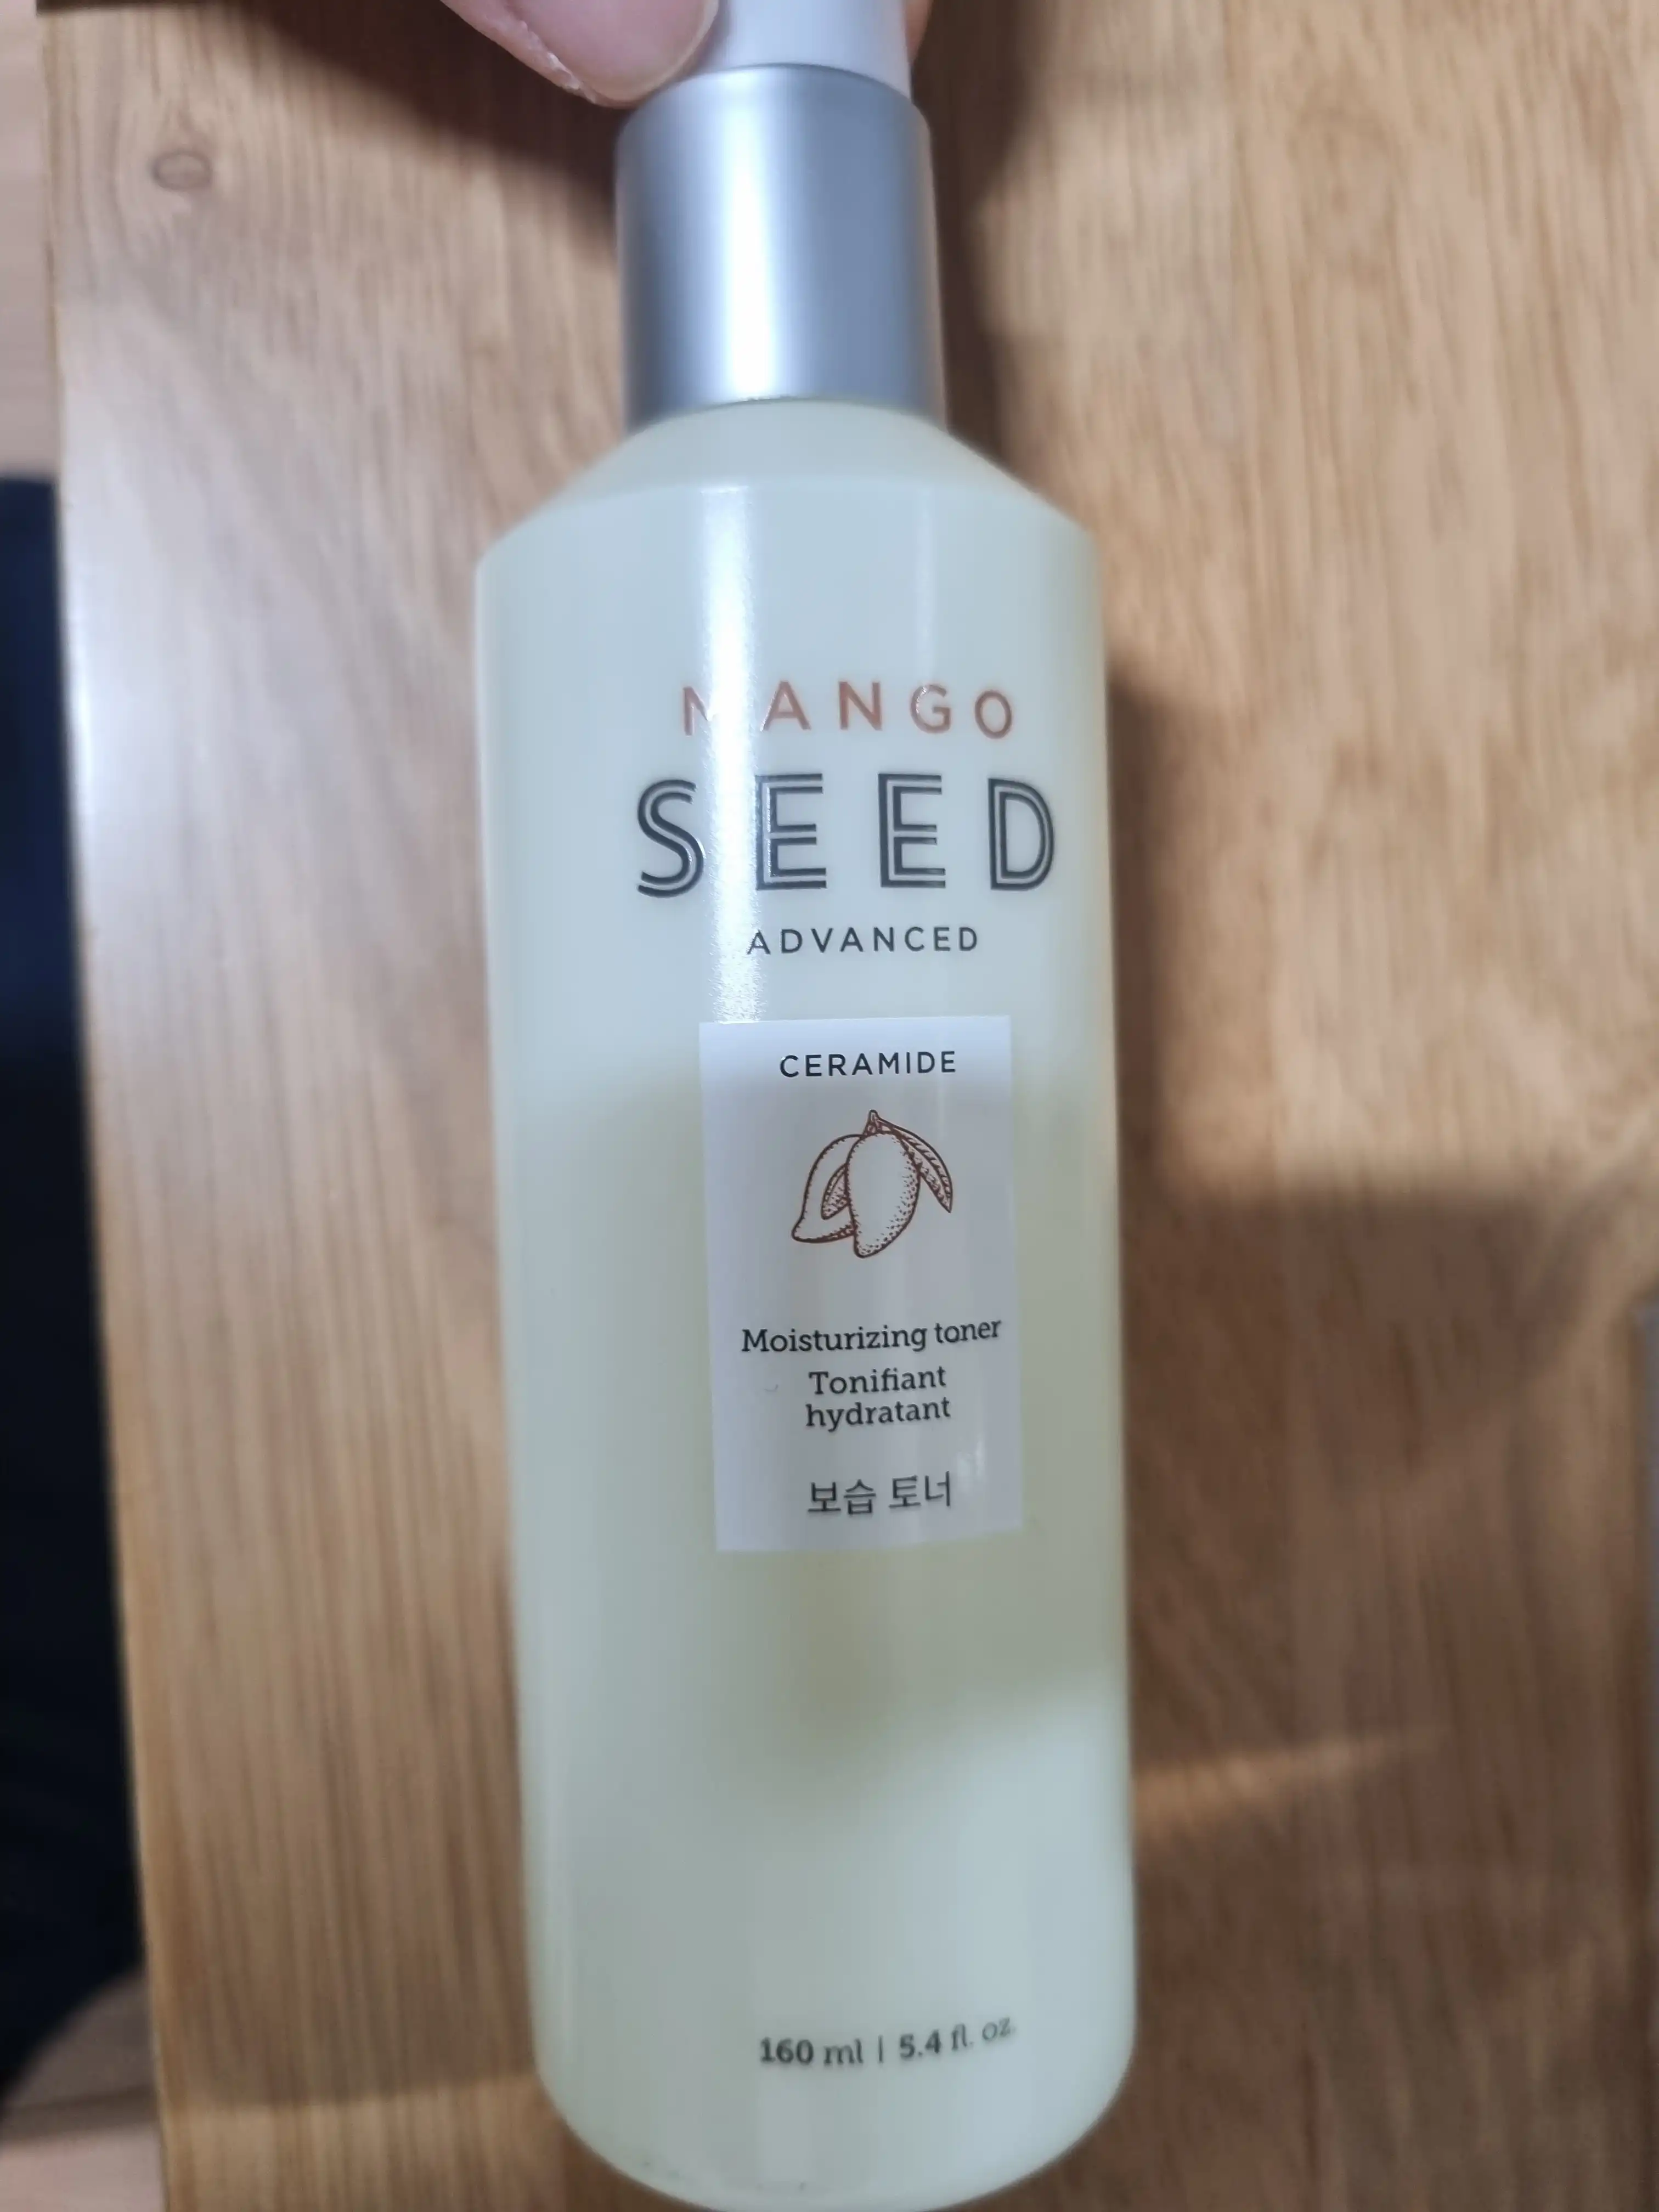 MANGO
SEED
ADVANCED
CERAMIDE
Moisturizing toner
Tonifiant
hydratant
보습 토너
160 ml | 5.4 fl. oz.